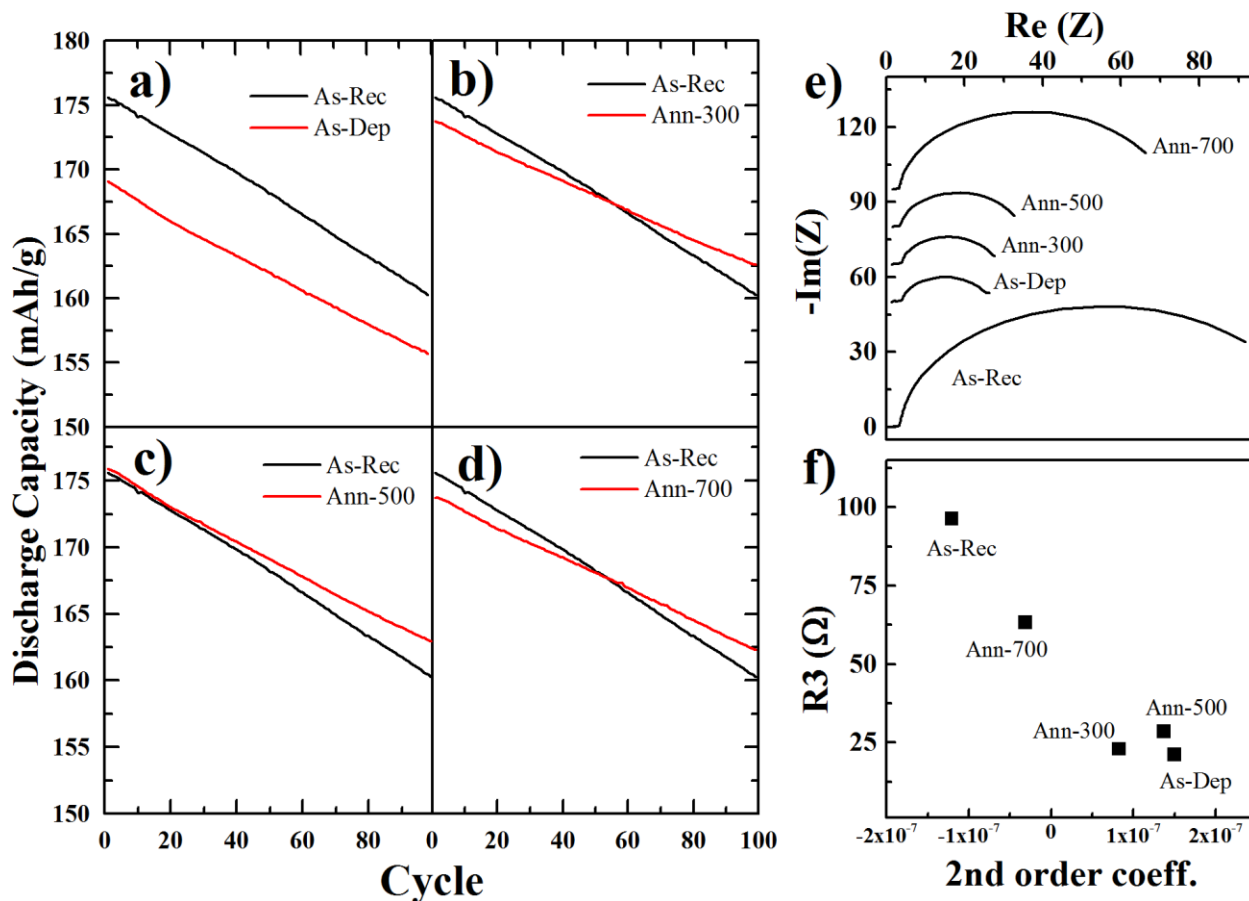 Discharge Capacity (mAh/g)
180
175
170
165
160
155
150
175
170
165
160
155
150
a)
As-Rec
As-Dep
b)
As-Rec
Ann-300
c)
As-Rec
Ann-500
d)
As-Rec
Ann-700
0 20 40 60 80 0 20 40 60 80 100
Cycle
Re (Z)
0 20 40 60 80
e)
-Im(Z)
120
90
60
30
0
Ann-700
Ann-500
Ann-300
As-Dep
As-Rec
f)
R3 (Ω)
100
75
50
25
As-Rec
Ann-700
Ann-500
Ann-300
As-Dep
-2x10⁻⁷ -1x10⁻⁷ 0 1x10⁻⁷ 2x10⁻⁷
2nd order coeff.